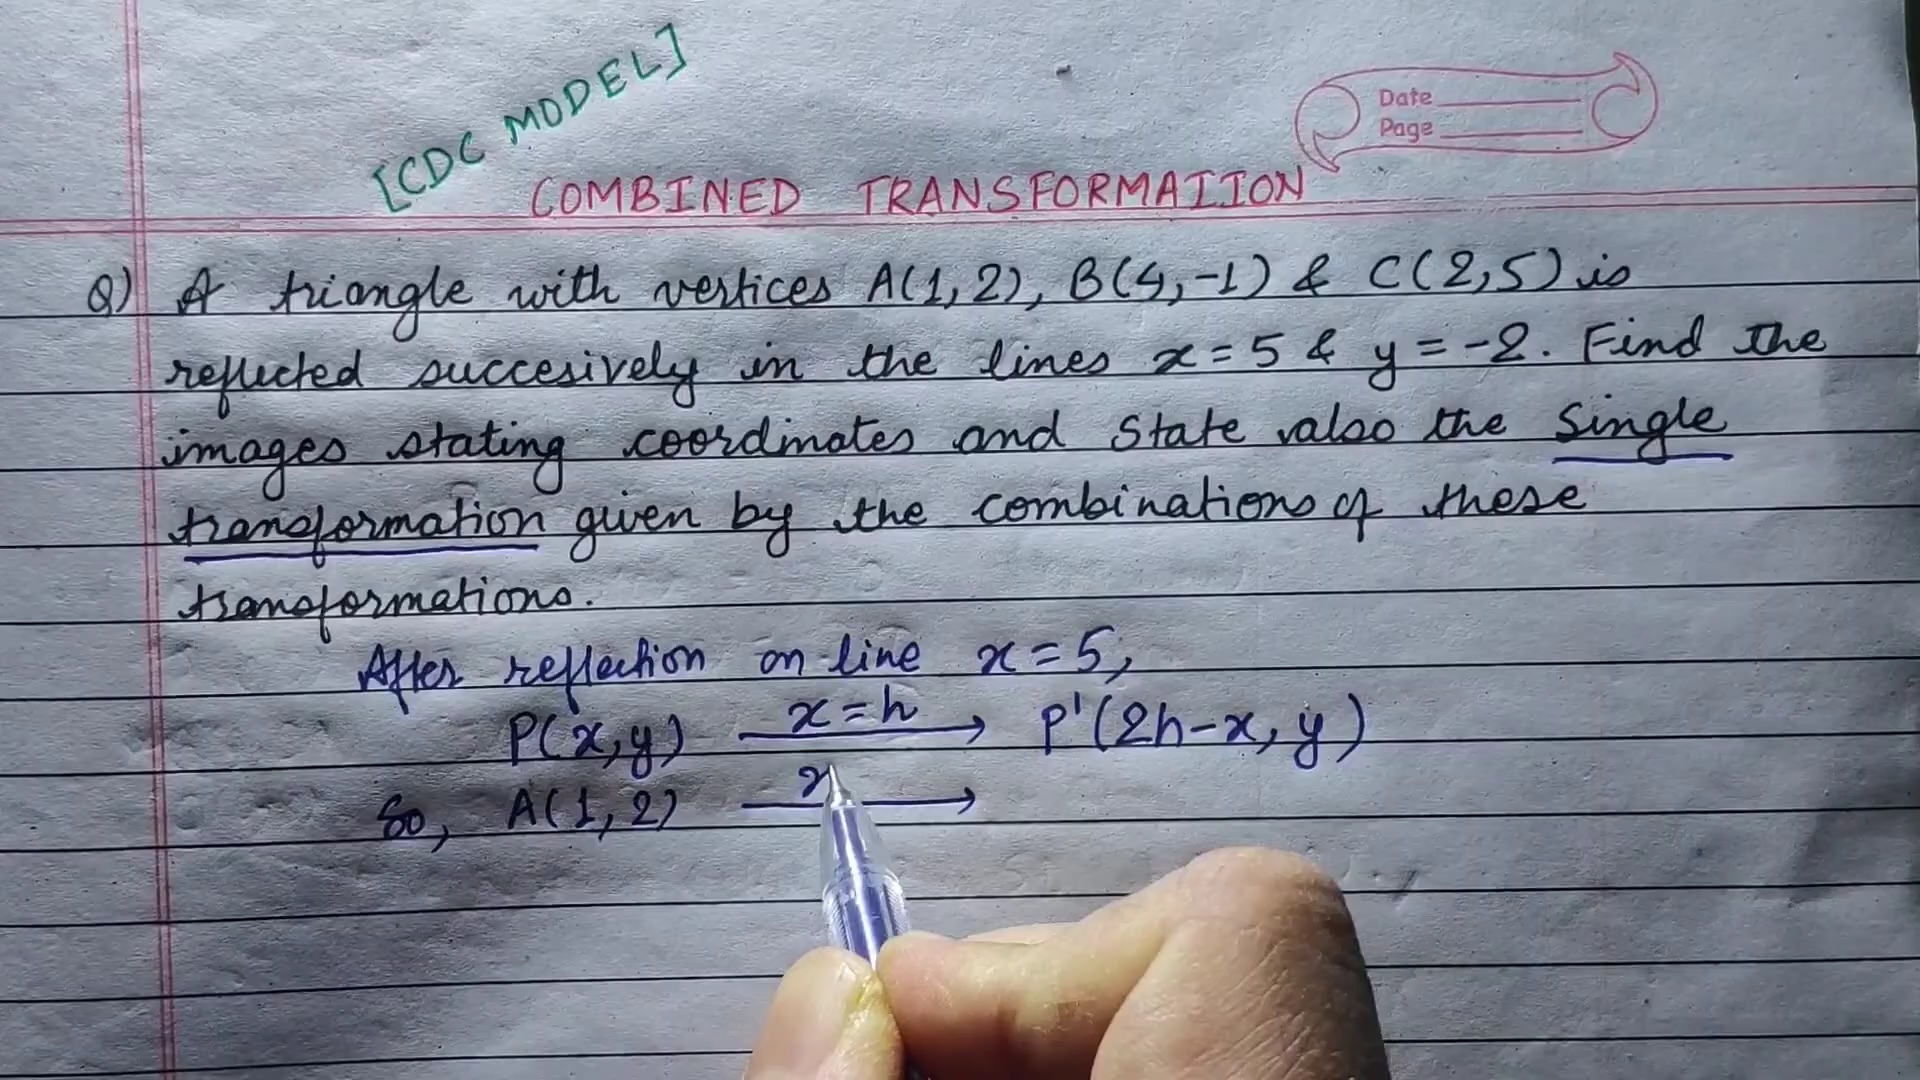 [CDC MODEL]
Date
Page
COMBINED TRANSFORMATION
Q) A triangle with vertices A(1,2), B(4,-1) & C(2,5) is
reflected succesively in the lines x=5 & y=-2. Find the
images stating coordinates and state also the single
transformation given by the combinations of these
transformations.
After reflection on line x=5,
P(x,y) x=h → P'(2h-x, y)
So, A(1,2) x →